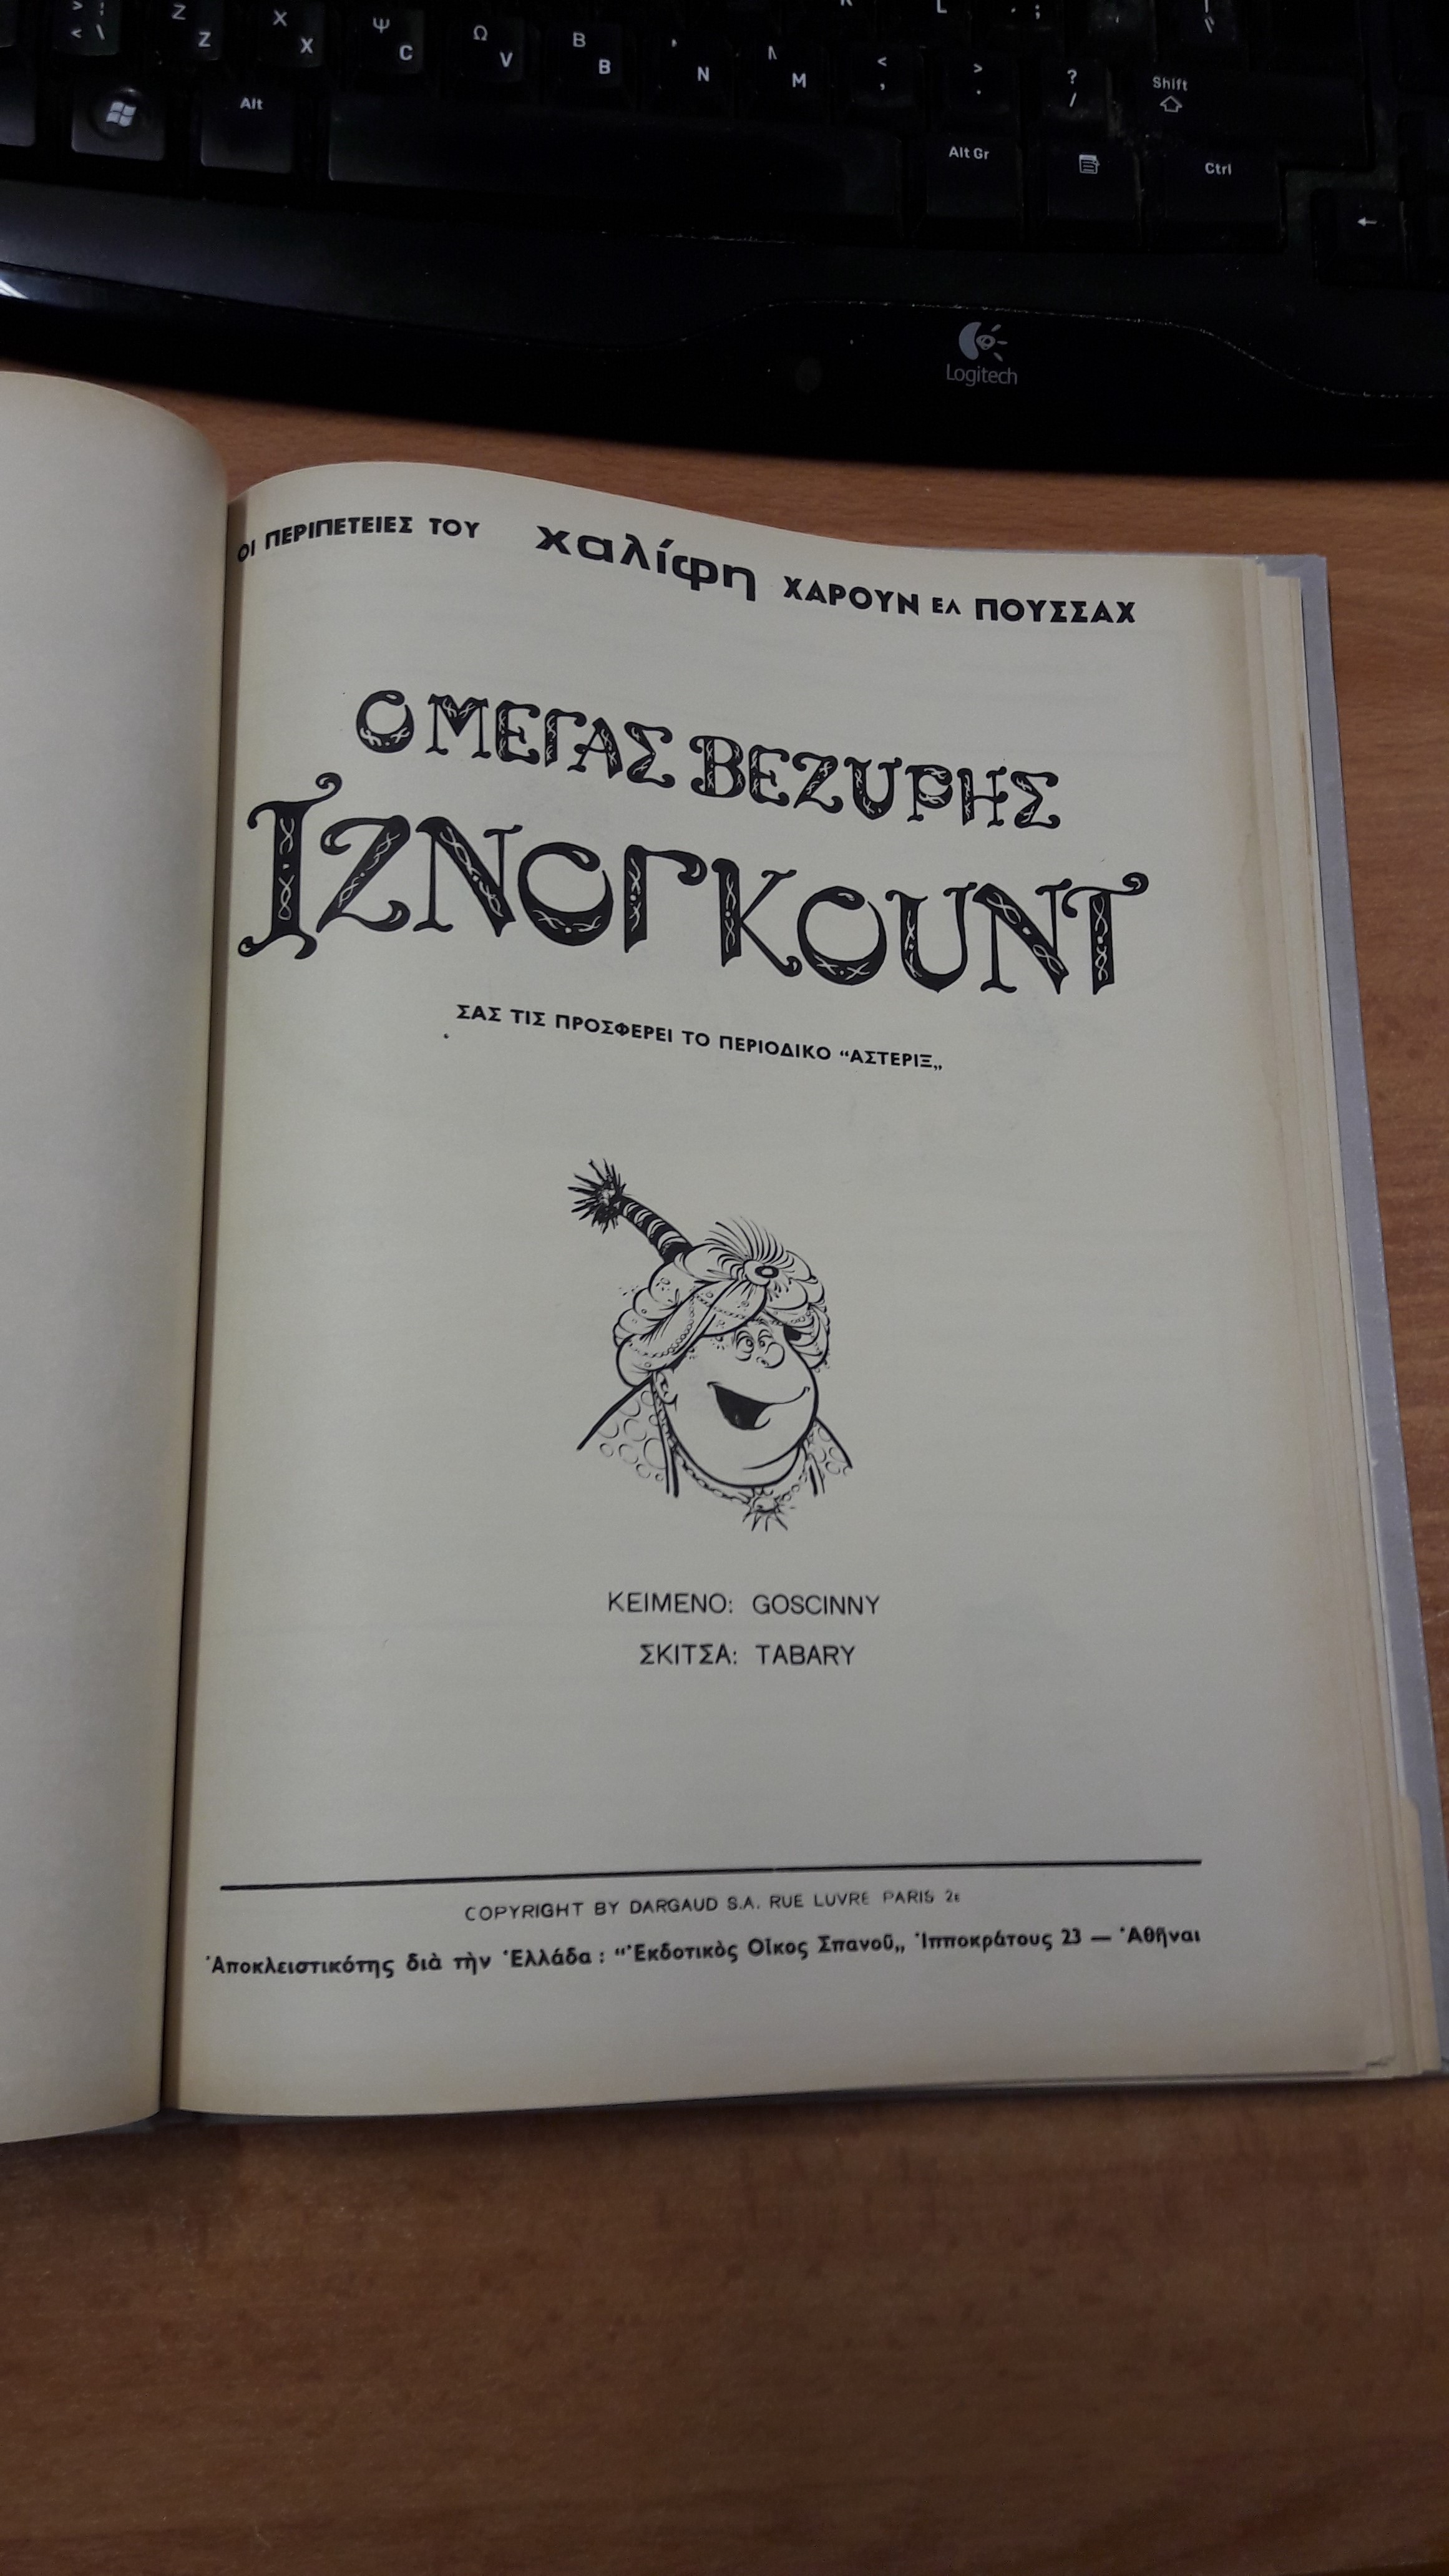 > ¦
< \
Z
Z
X
X
Ψ
C
Ω
V
B
B
N
M
<
,
>
.
?
/
Shift
Alt
Alt Gr
Ctrl
←
Logitech
ΟΙ ΠΕΡΙΠΕΤΕΙΕΣ ΤΟΥ χαλίφη ΧΑΡΟΥΝ ΕΛ ΠΟΥΣΣΑΧ
Ο ΜΕΓΑΣ ΒΕΖΥΡΗΣ
ΙΖΝΟΓΚΟΥΝΤ
ΣΑΣ ΤΙΣ ΠΡΟΣΦΕΡΕΙ ΤΟ ΠΕΡΙΟΔΙΚΟ “ΑΣΤΕΡΙΞ„
ΚΕΙΜΕΝΟ: GOSCINNY
ΣΚΙΤΣΑ: TABARY
COPYRIGHT BY DARGAUD S.A. RUE LUVRE PARIS 2ε
Ἀποκλειστικότης διὰ τὴν Ἑλλάδα : “Ἐκδοτικὸς Οἶκος Σπανοῦ„ Ἱπποκράτους 23 — Ἀθῆναι